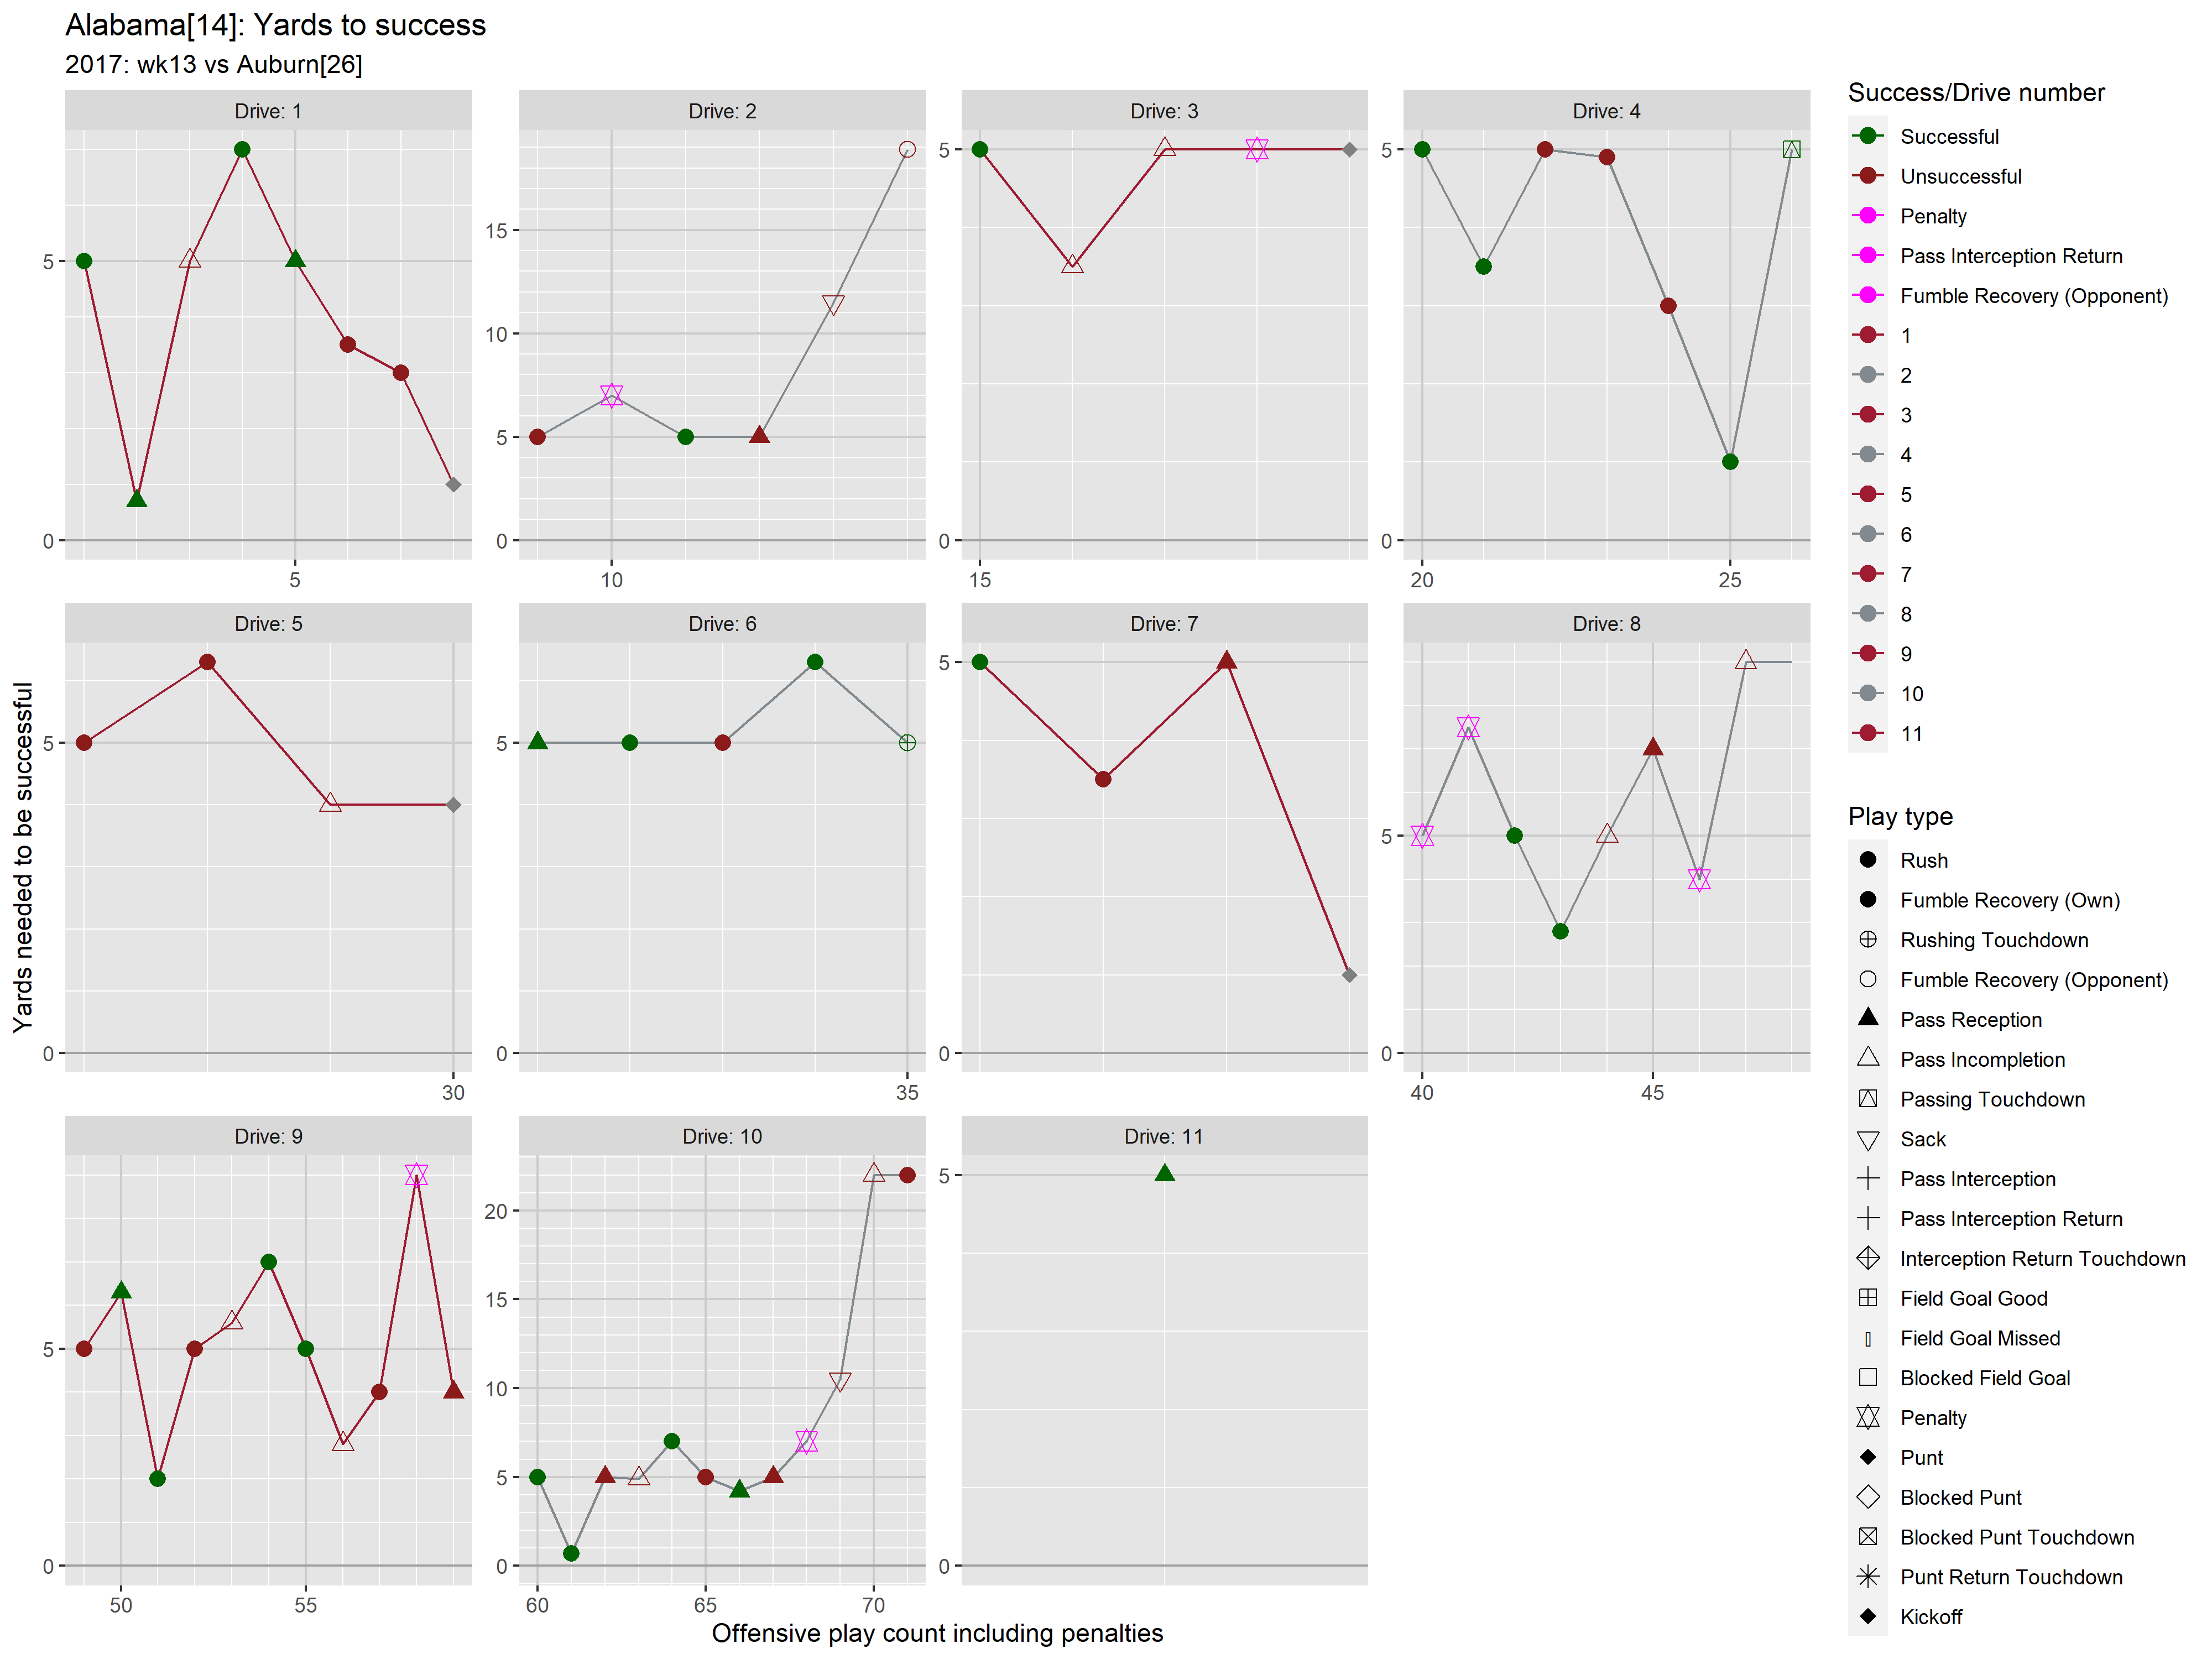 Alabama[14]: Yards to success
2017: wk13 vs Auburn[26]
Drive: 1
Drive: 2
Drive: 3
Drive: 4
5
0
5
15
10
5
0
10
5
0
15
5
0
20
25
Drive: 5
Drive: 6
Drive: 7
Drive: 8
5
0
30
5
0
35
5
0
5
0
40
45
Drive: 9
Drive: 10
Drive: 11
5
0
50
55
20
15
10
5
0
60
65
70
5
0
Yards needed to be successful
Offensive play count including penalties
Success/Drive number
Successful
Unsuccessful
Penalty
Pass Interception Return
Fumble Recovery (Opponent)
1
2
3
4
5
6
7
8
9
10
11
Play type
Rush
Fumble Recovery (Own)
Rushing Touchdown
Fumble Recovery (Opponent)
Pass Reception
Pass Incompletion
Passing Touchdown
Sack
Pass Interception
Pass Interception Return
Interception Return Touchdown
Field Goal Good
Field Goal Missed
Blocked Field Goal
Penalty
Punt
Blocked Punt
Blocked Punt Touchdown
Punt Return Touchdown
Kickoff